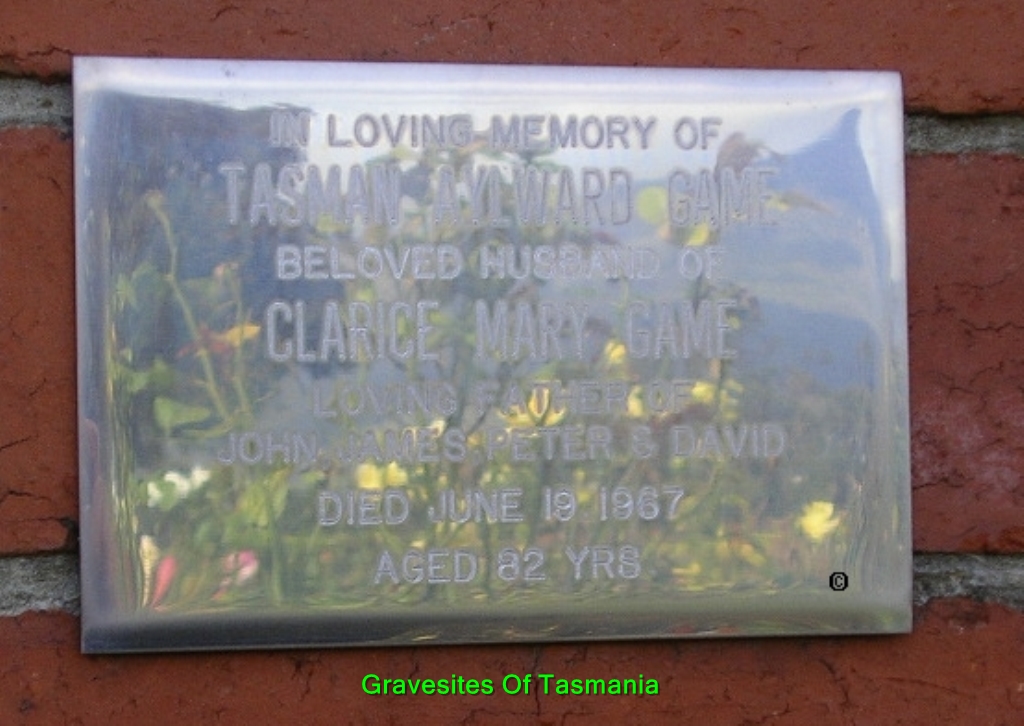 IN LOVING MEMORY OF
TASMAN AYLWARD GAME
BELOVED HUSBAND OF
CLARICE MARY GAME
LOVING FATHER OF
JOHN, JAMES, PETER & DAVID
DIED JUNE 19 1967
AGED 82 YRS
©
Gravesites Of Tasmania